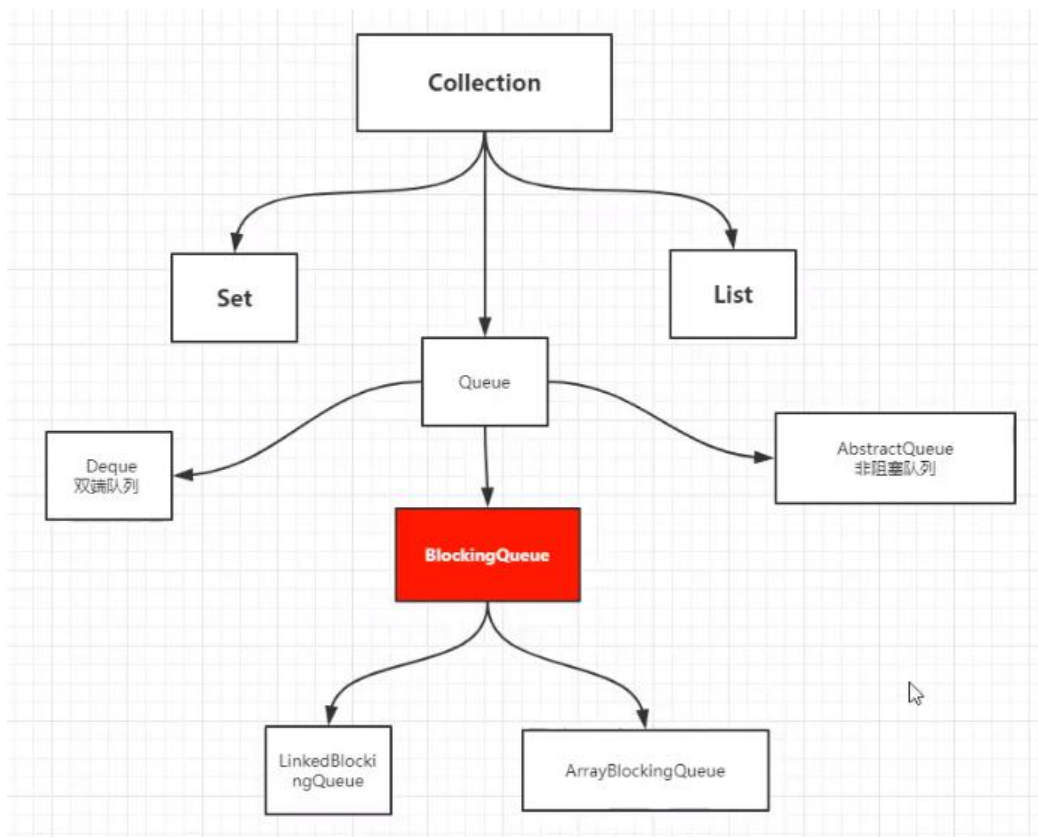 Collection
Set
List
Queue
Deque
双端队列
AbstractQueue
非阻塞队列
BlockingQueue
LinkedBlocki
ngQueue
ArrayBlockingQueue